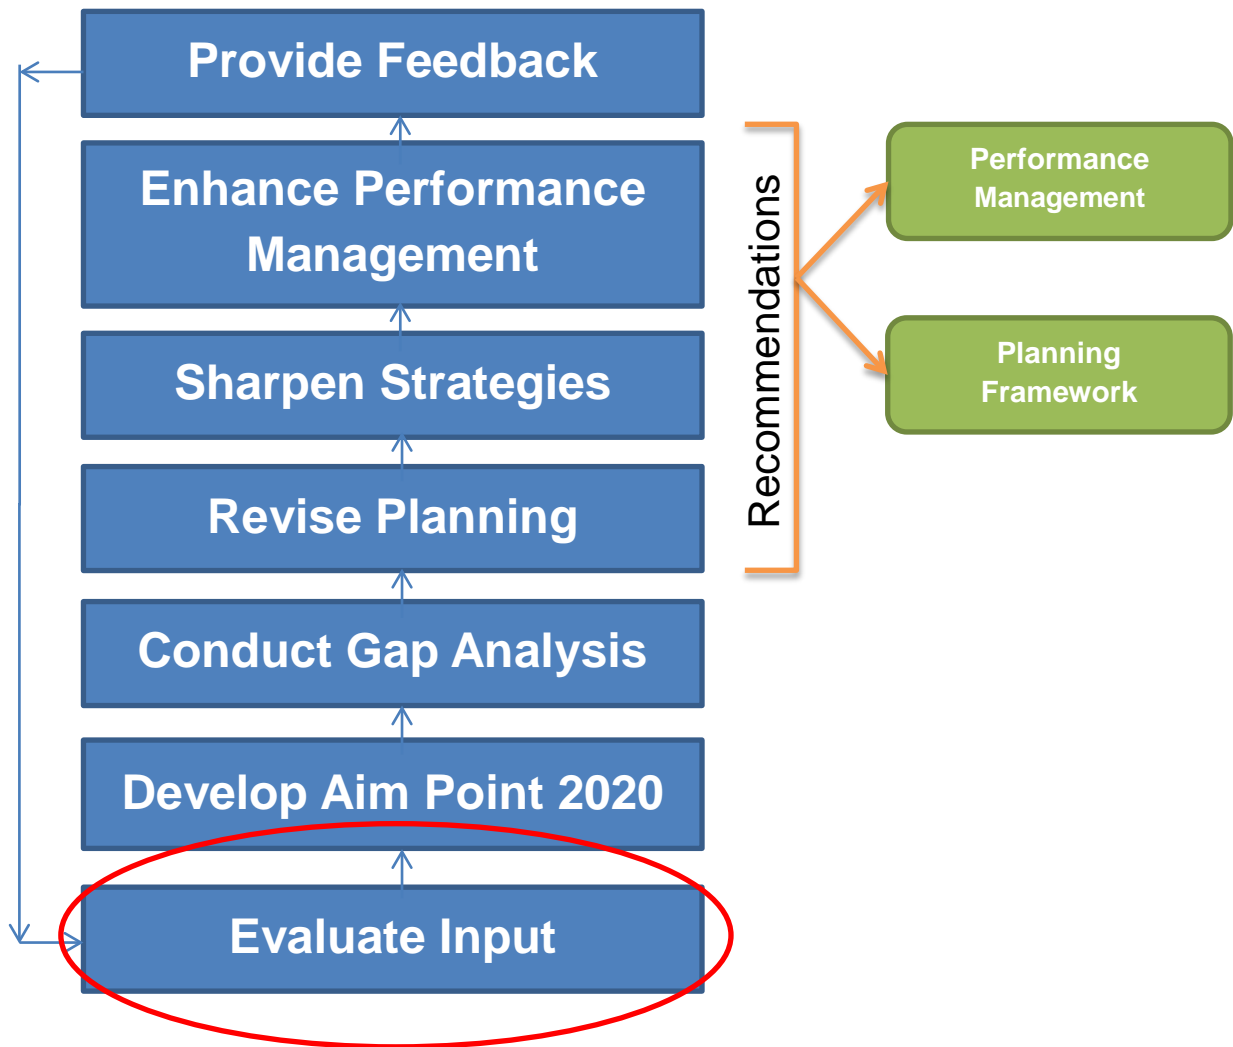 Provide Feedback
Enhance Performance
Management
Sharpen Strategies
Revise Planning
Conduct Gap Analysis
Develop Aim Point 2020
Evaluate Input
Recommendations
Performance
Management
Planning
Framework